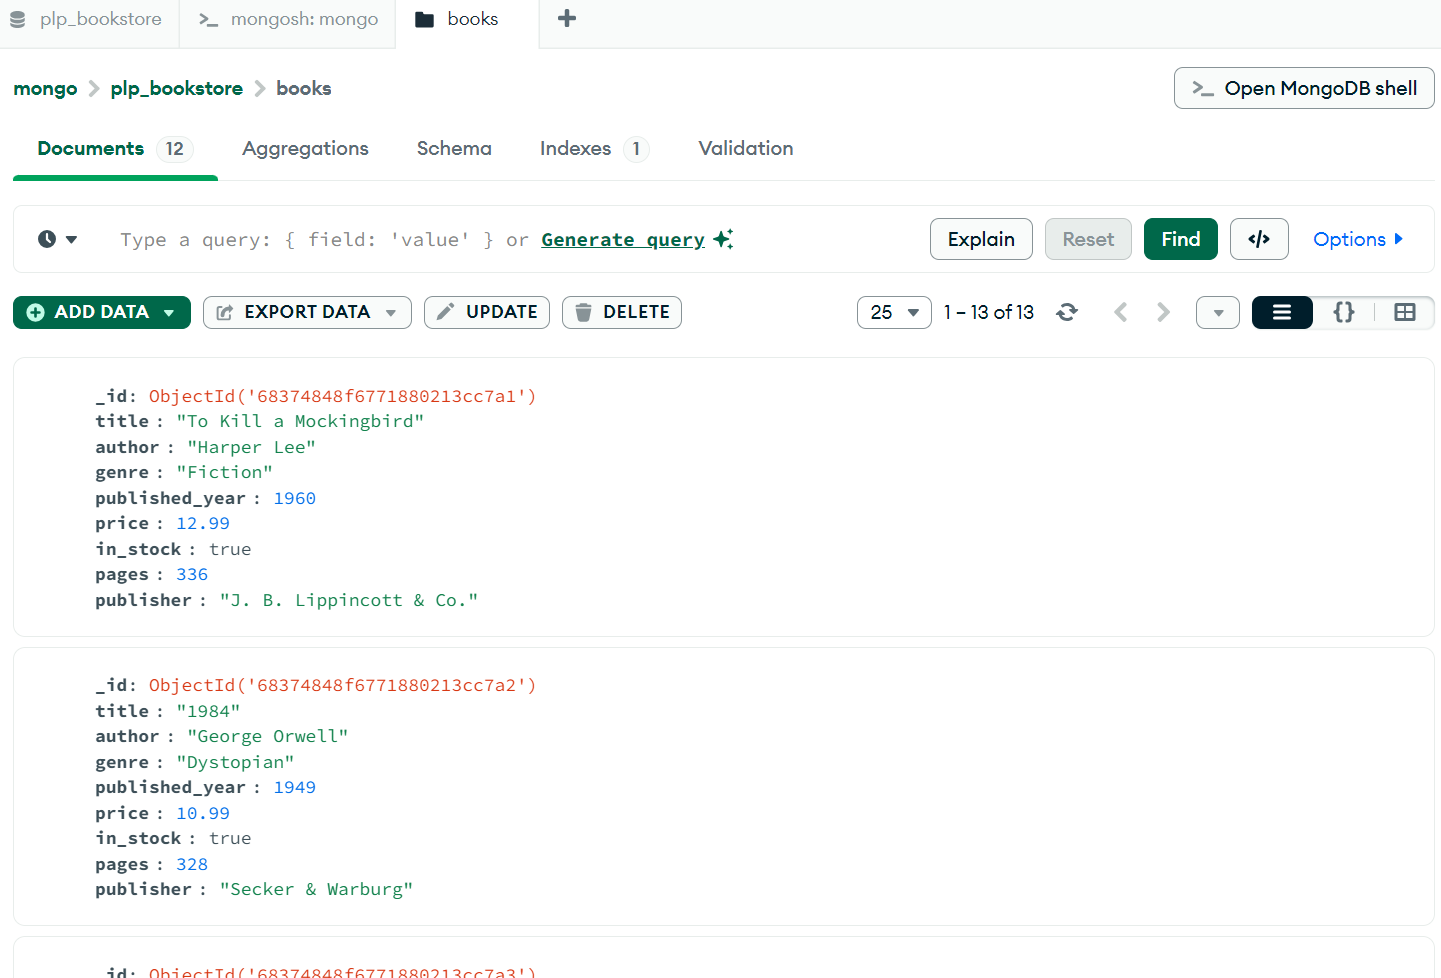 plp_bookstore
>_ mongosh: mongo
books
mongo > plp_bookstore > books
>_ Open MongoDB shell
Documents 12
Aggregations
Schema
Indexes 1
Validation
Type a query: { field: 'value' } or Generate query
Explain
Reset
Find
</>
Options
ADD DATA
EXPORT DATA
UPDATE
DELETE
25
1 – 13 of 13
{}
_id: ObjectId('68374848f6771880213cc7a1')
title : "To Kill a Mockingbird"
author : "Harper Lee"
genre : "Fiction"
published_year : 1960
price : 12.99
in_stock : true
pages : 336
publisher : "J. B. Lippincott & Co."
_id: ObjectId('68374848f6771880213cc7a2')
title : "1984"
author : "George Orwell"
genre : "Dystopian"
published_year : 1949
price : 10.99
in_stock : true
pages : 328
publisher : "Secker & Warburg"
_id: ObjectId('68374848f6771880213cc7a3')